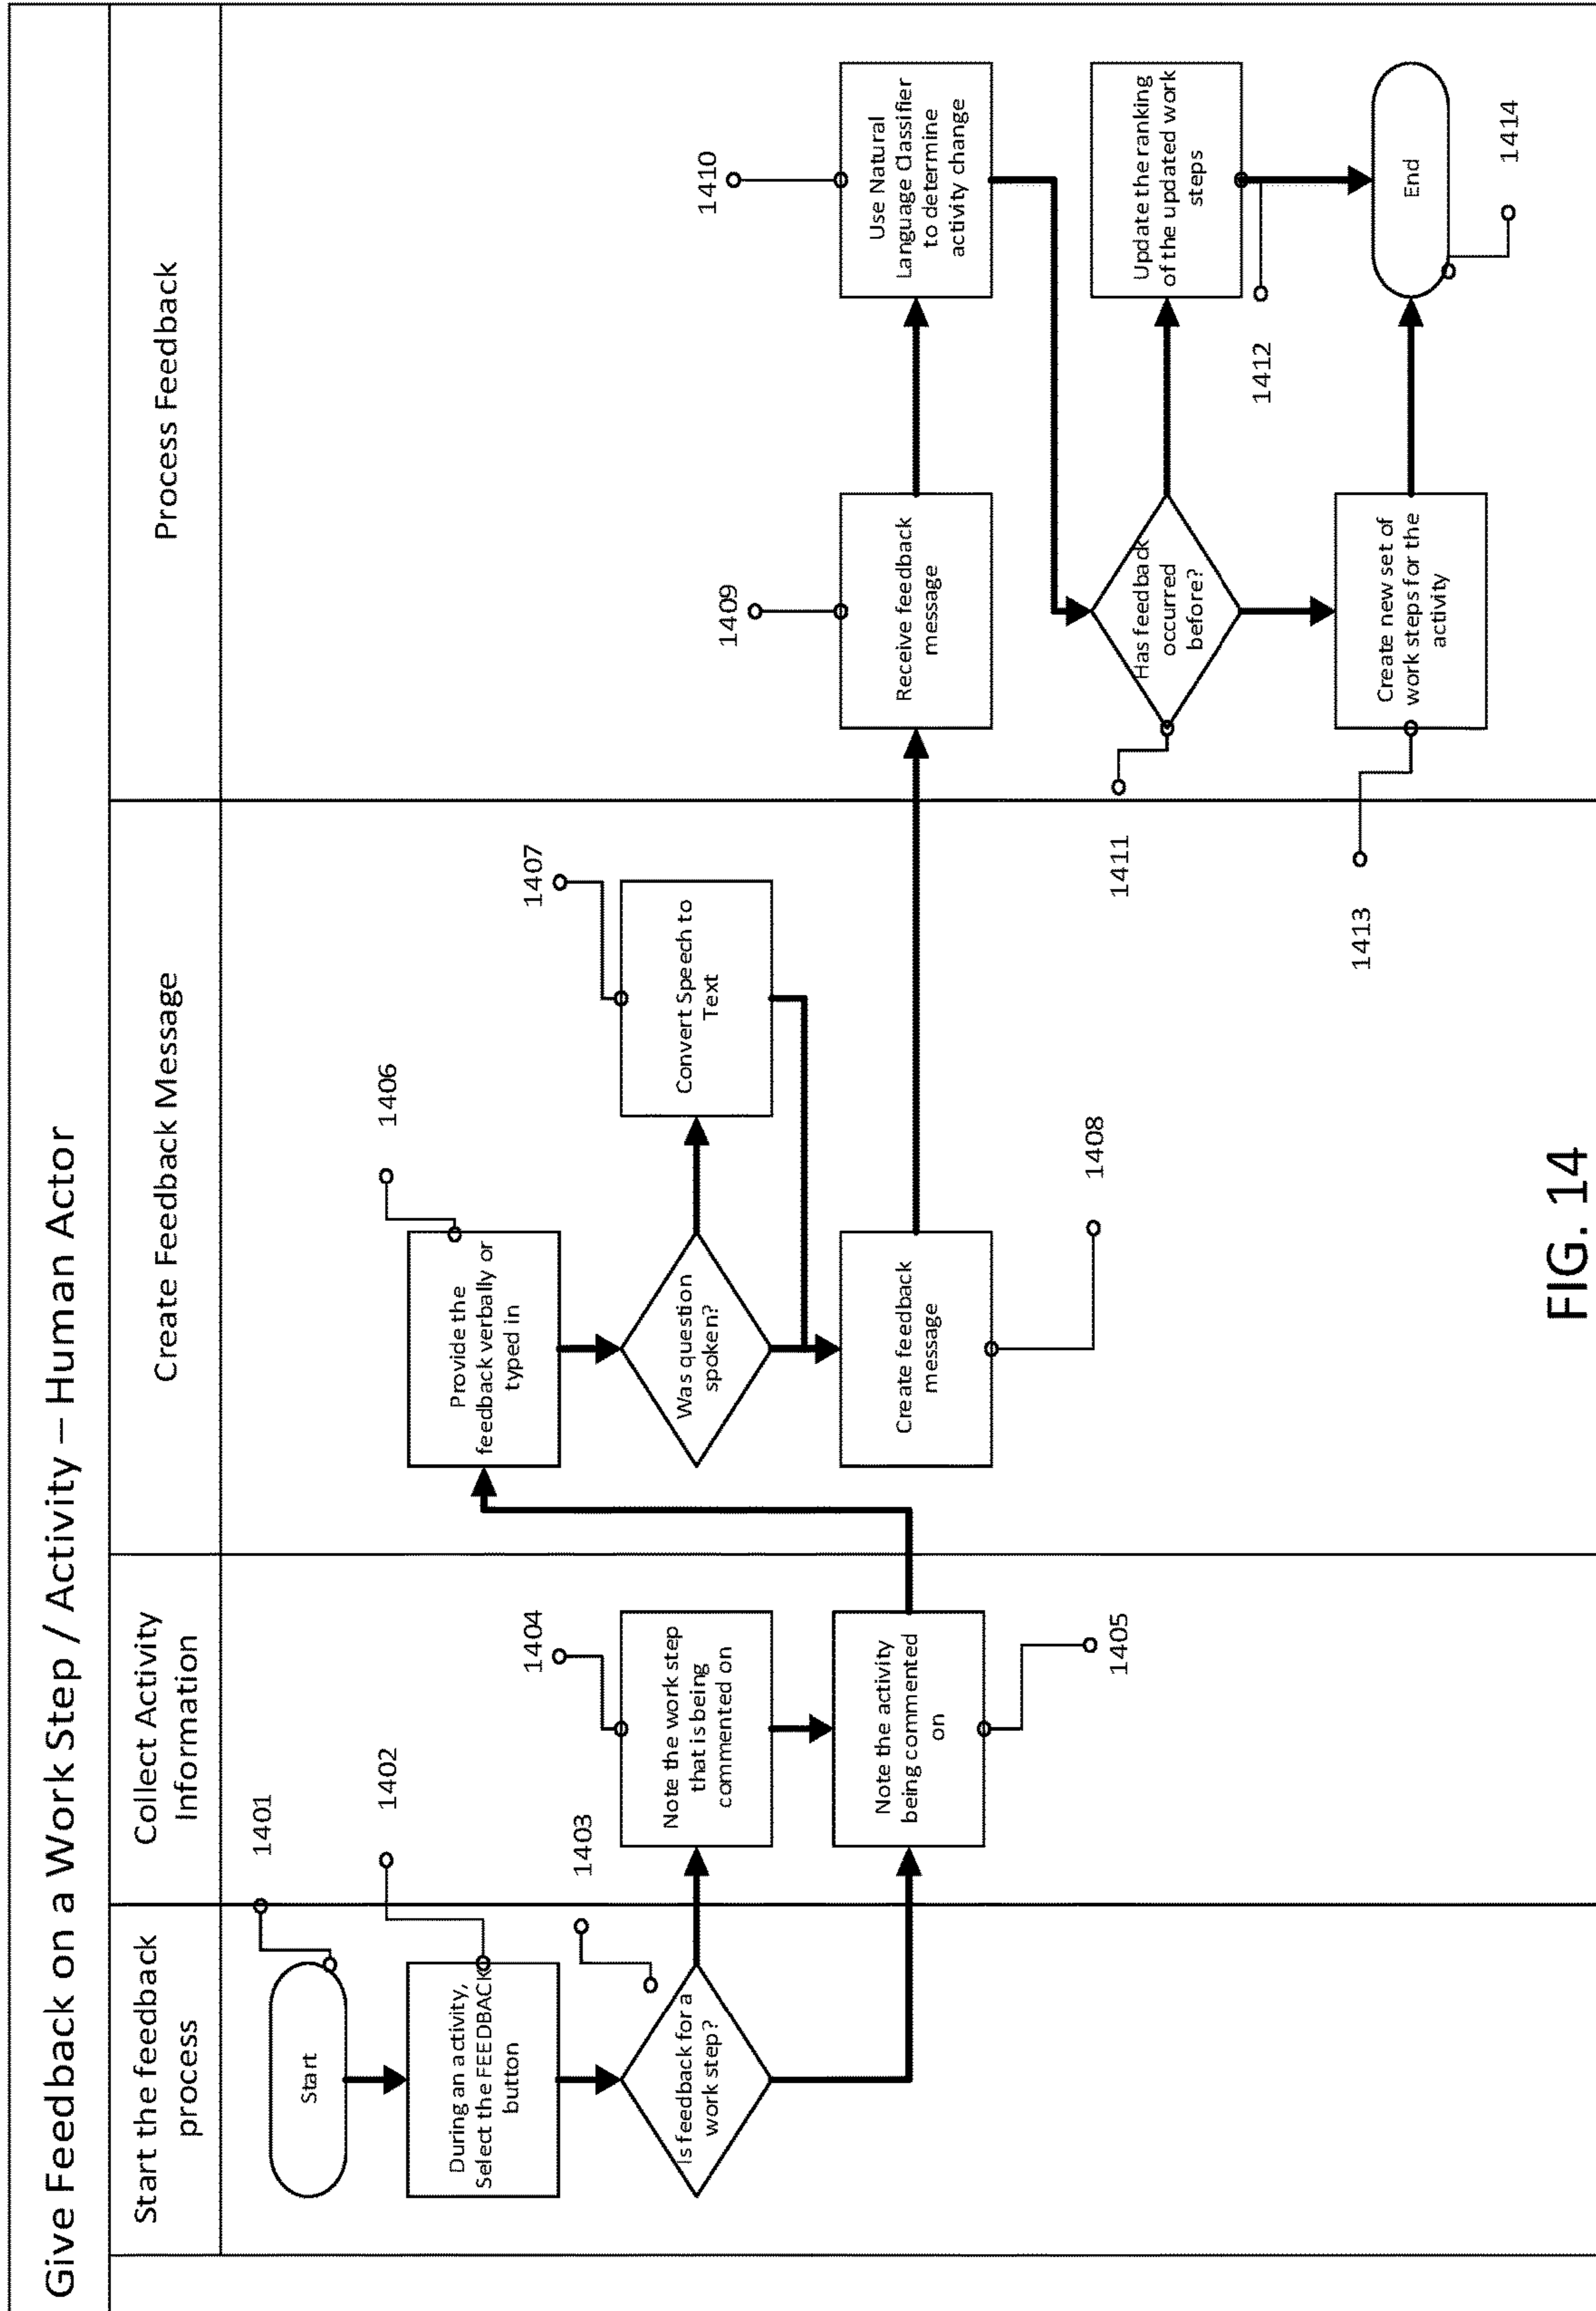 Give Feedback on a Work Step / Activity – Human Actor
Start the feedback
process
Collect Activity
Information
Create Feedback Message
Process Feedback
1401
Start
1402
During an activity,
Select the FEEDBACK
button
1403
Is feedback for a
work step?
1404
Note the work step
that is being
commented on
Note the activity
being commented
on
1405
1406
Provide the
feedback verbally or
typed in
Was question
spoken?
1407
Convert Speech to
Text
Create feedback
message
1408
1409
Receive feedback
message
1410
Use Natural
Language Classifier
to determine
activity change
1411
Has feedback
occurred
before?
Update the ranking
of the updated work
steps
1412
1413
Create new set of
work steps for the
activity
End
1414
FIG. 14